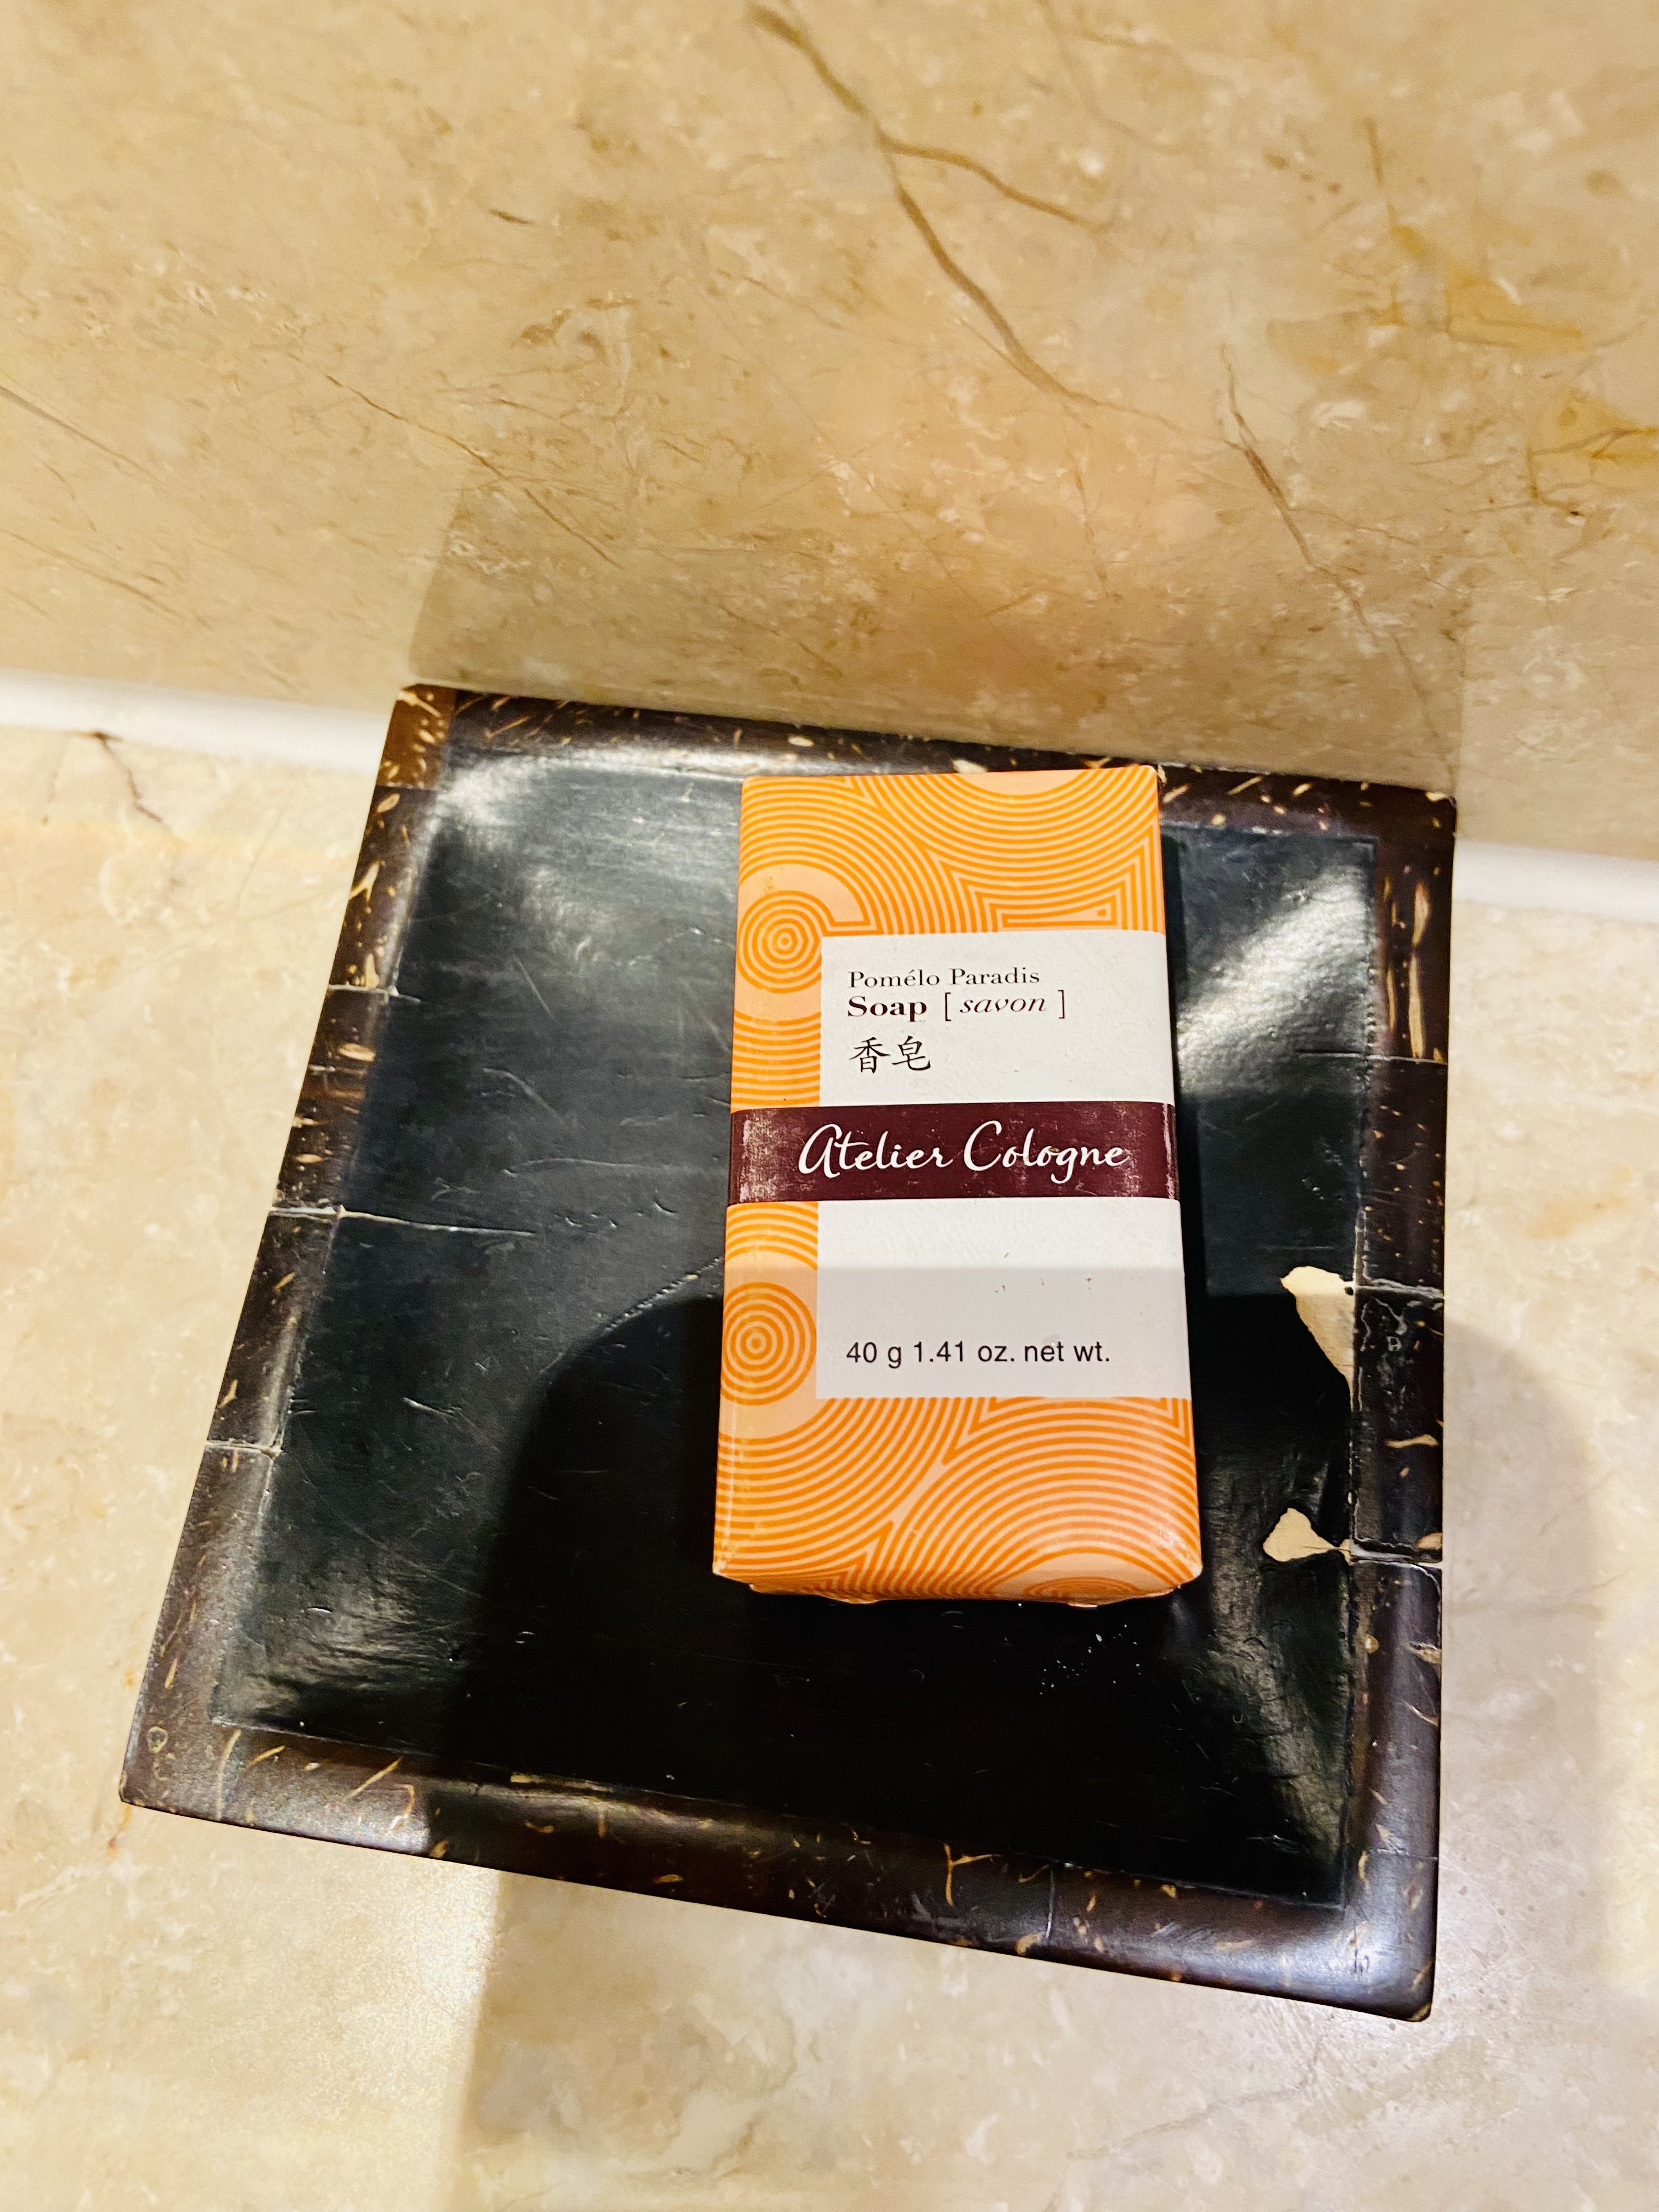 Pomélo Paradis
Soap [ savon ]
香皂
Atelier Cologne
40 g 1.41 oz. net wt.